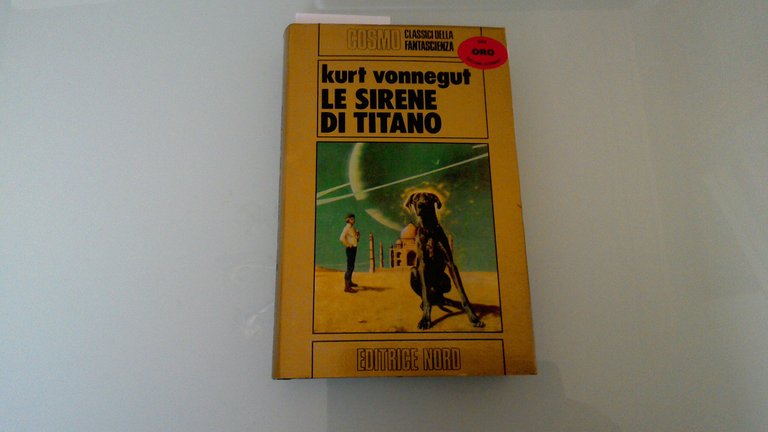 COSMO CLASSICI DELLA
FANTASCIENZA
ORO
kurt vonnegut
LE SIRENE
DI TITANO
EDITRICE NORD